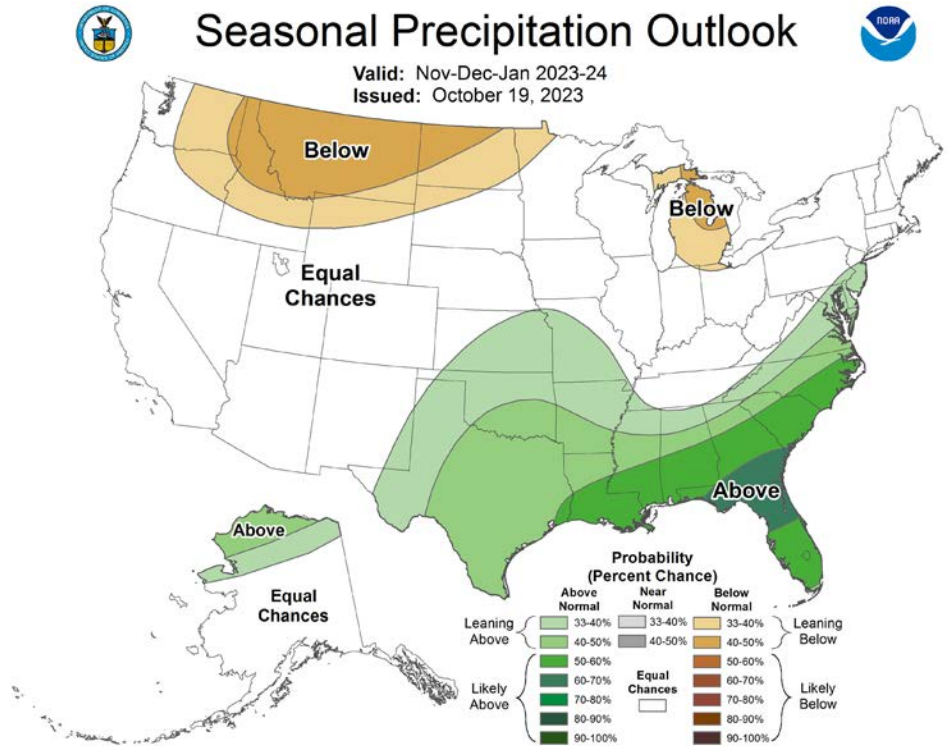 Seasonal Precipitation Outlook
NOAA
Valid: Nov-Dec-Jan 2023-24
Issued: October 19, 2023
Below
Below
Equal
Chances
Above
Above
Equal
Chances
Probability
(Percent Chance)
Above
Normal
Near
Normal
Below
Normal
Leaning
Above
33-40%
33-40%
33-40%
Leaning
Below
40-50%
40-50%
40-50%
Likely
Above
50-60%
60-70%
70-80%
80-90%
90-100%
Equal
Chances
50-60%
60-70%
70-80%
80-90%
90-100%
Likely
Below